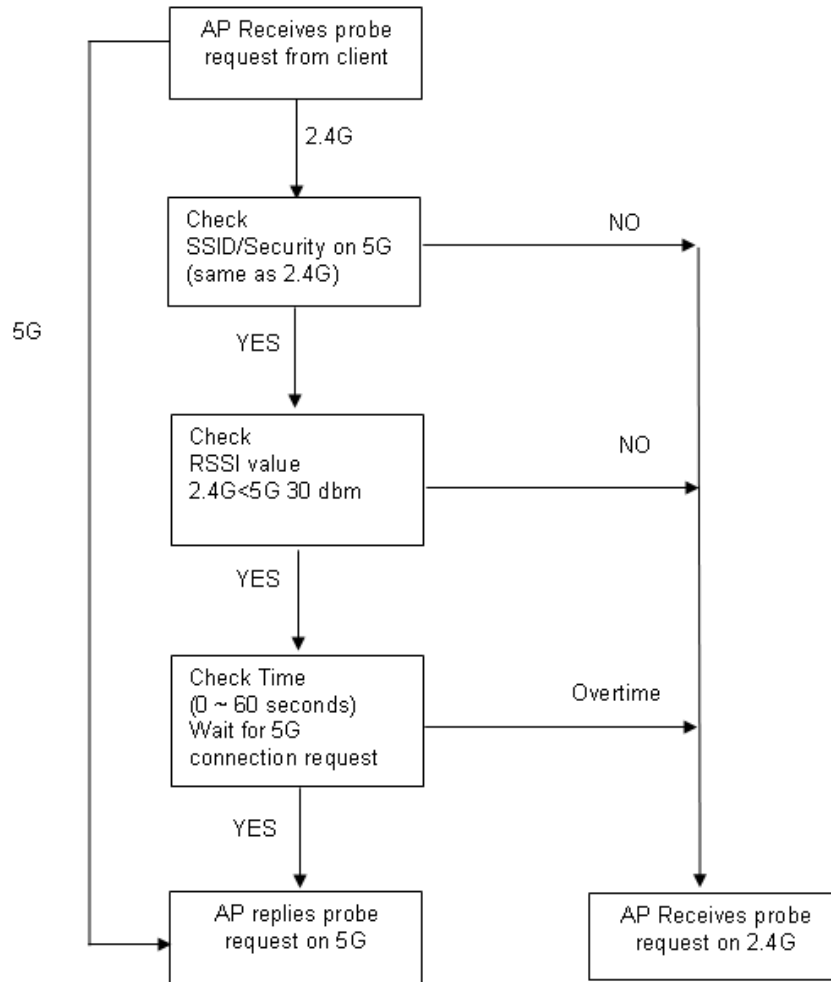 AP Receives probe
request from client
2.4G
Check
SSID/Security on 5G
(same as 2.4G)
NO
5G
YES
Check
RSSI value
2.4G<5G 30 dbm
NO
YES
Check Time
(0 ~ 60 seconds)
Wait for 5G
connection request
Overtime
YES
AP replies probe
request on 5G
AP Receives probe
request on 2.4G